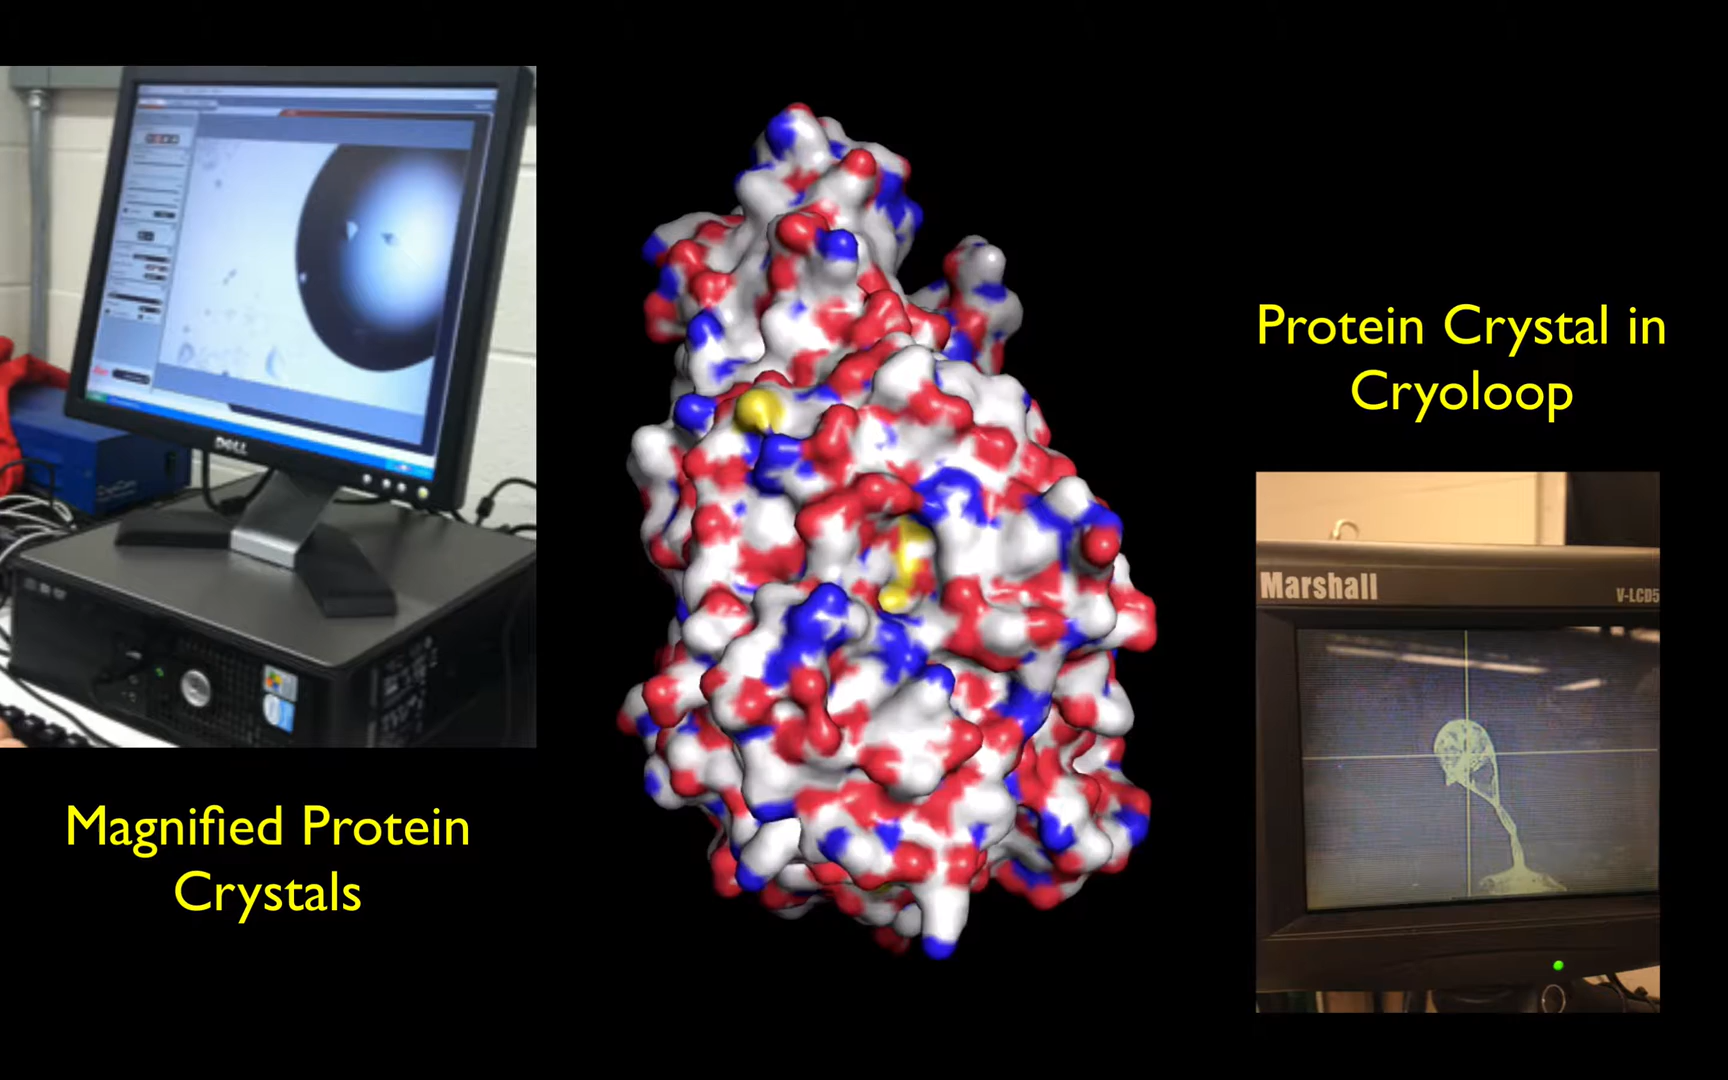 DELL
Magnified Protein
Crystals
Protein Crystal in
Cryoloop
Marshall
V-LCD5